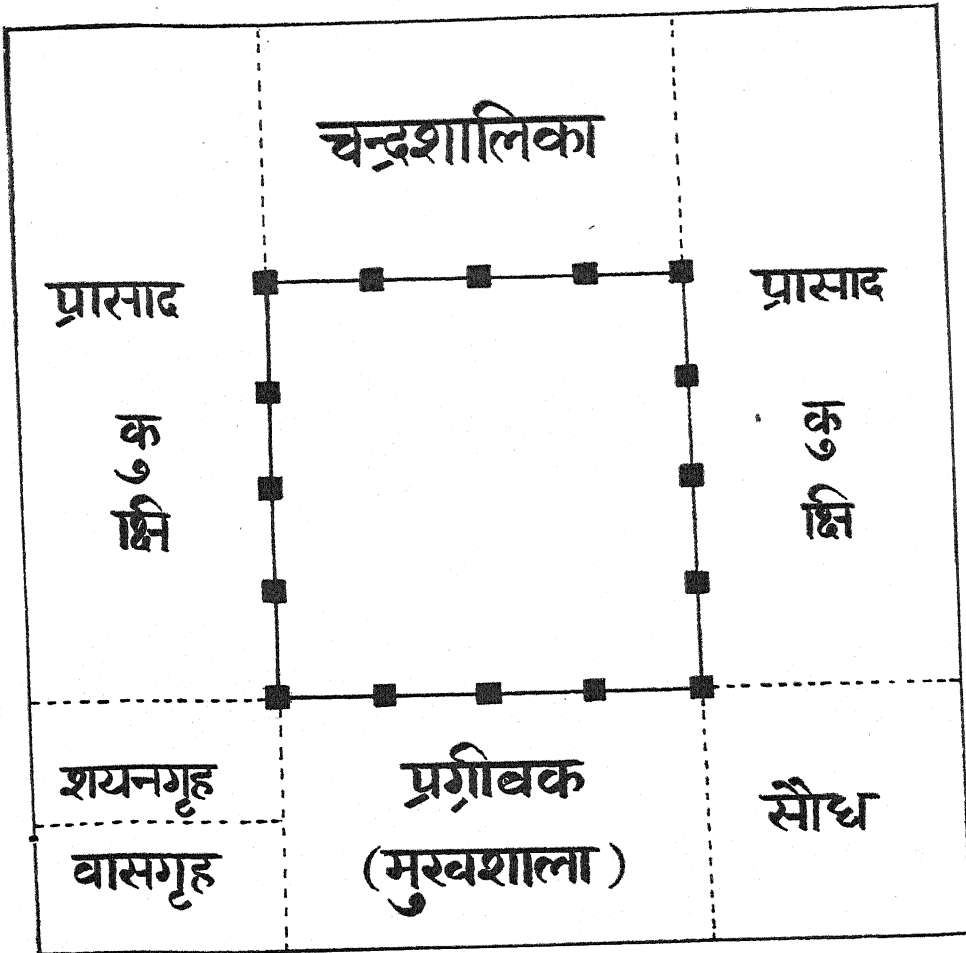 चन्द्रशालिका
प्रासाद
कु
क्षि
प्रासाद
कु
क्षि
शयनगृह
वासगृह
प्रग्रीवक
(मुखशाला)
सौध